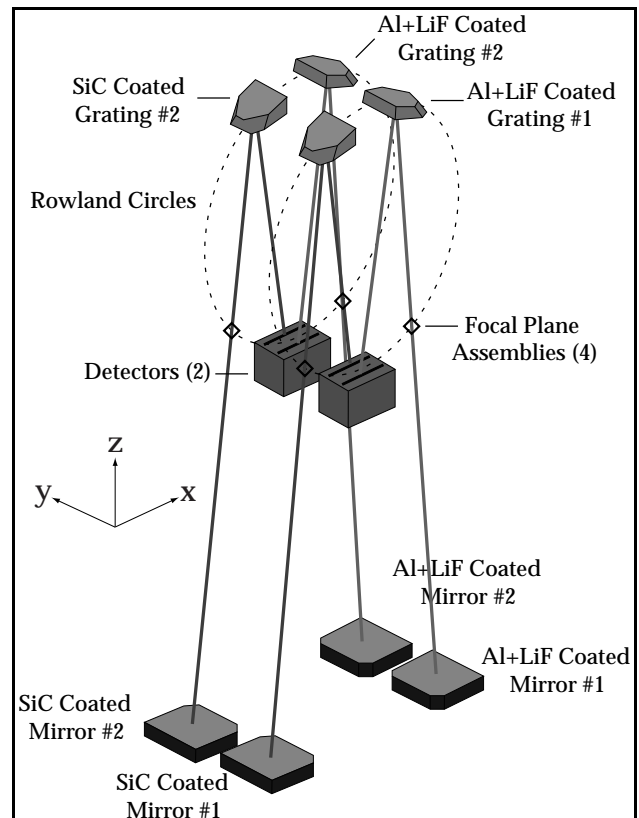 Al+LiF Coated
Grating #2
SiC Coated
Grating #2
Al+LiF Coated
Grating #1
Rowland Circles
Focal Plane
Assemblies (4)
Detectors (2)
z
y
x
Al+LiF Coated
Mirror #2
Al+LiF Coated
Mirror #1
SiC Coated
Mirror #2
SiC Coated
Mirror #1